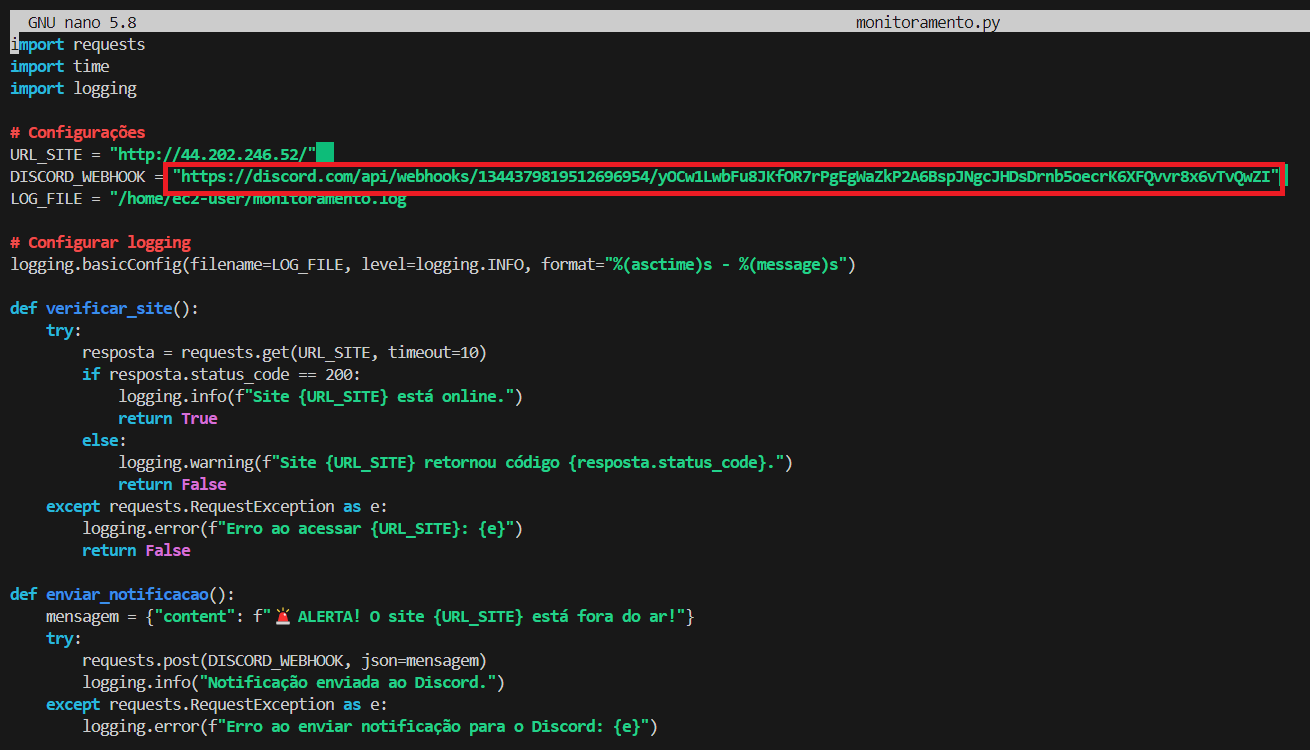 GNU nano 5.8 monitoramento.py
import requests
import time
import logging
# Configurações
URL_SITE = "http://44.202.246.52/"
DISCORD_WEBHOOK = "https://discord.com/api/webhooks/1344379819512696954/yOCw1LwbFu8JKfOR7rPgEgWaZkP2A6BspJNgcJHDsDrnb5oecrK6XFQvvr8x6vTvQwZI"
LOG_FILE = "/home/ec2-user/monitoramento.log
# Configurar logging
logging.basicConfig(filename=LOG_FILE, level=logging.INFO, format="%(asctime)s - %(message)s")
def verificar_site():
    try:
        resposta = requests.get(URL_SITE, timeout=10)
        if resposta.status_code == 200:
            logging.info(f"Site {URL_SITE} está online.")
            return True
        else:
            logging.warning(f"Site {URL_SITE} retornou código {resposta.status_code}.")
            return False
    except requests.RequestException as e:
        logging.error(f"Erro ao acessar {URL_SITE}: {e}")
        return False
def enviar_notificacao():
    mensagem = {"content": f"🚨 ALERTA! O site {URL_SITE} está fora do ar!"}
    try:
        requests.post(DISCORD_WEBHOOK, json=mensagem)
        logging.info("Notificação enviada ao Discord.")
    except requests.RequestException as e:
        logging.error(f"Erro ao enviar notificação para o Discord: {e}")